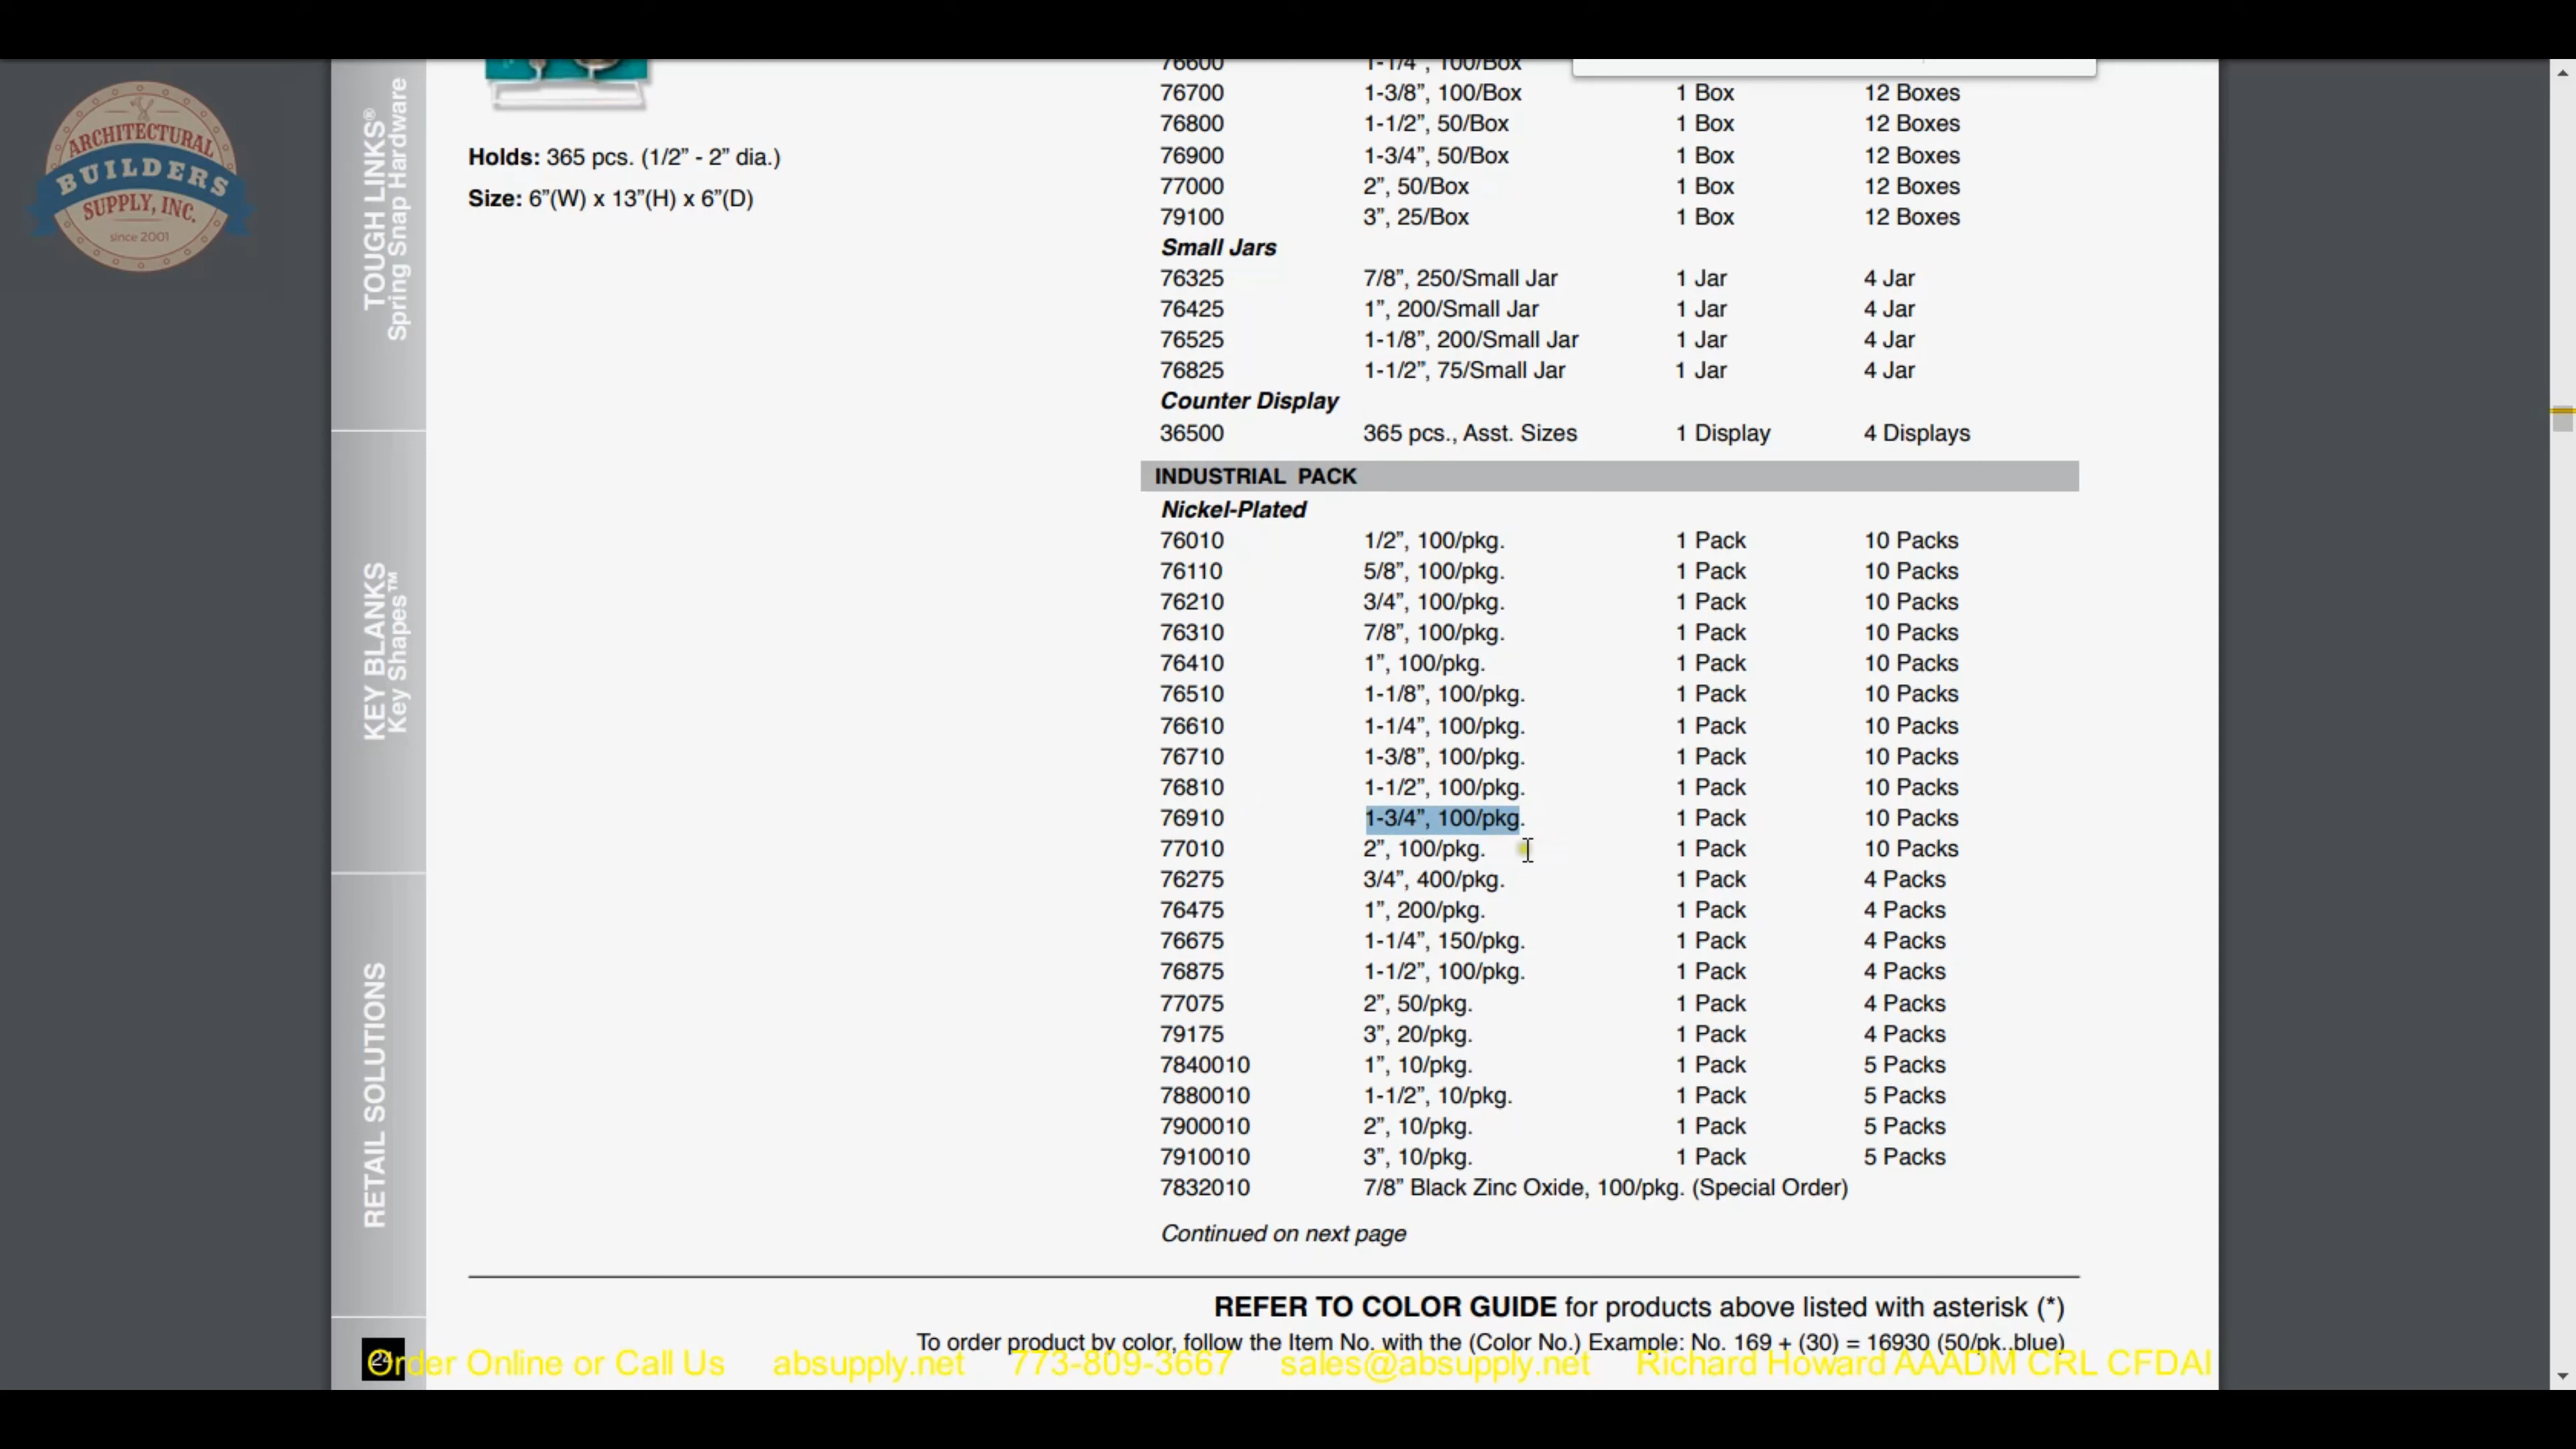 ARCHITECTURAL
BUILDERS
SUPPLY, INC.
since 2001
TOUGH LINKS®
Spring Snap Hardware
KEY BLANKS
Key Shapes™
RETAIL SOLUTIONS
Holds: 365 pcs. (1/2” - 2” dia.)
Size: 6”(W) x 13”(H) x 6”(D)
76600 1-1/4”, 100/Box
76700 1-3/8”, 100/Box 1 Box 12 Boxes
76800 1-1/2”, 50/Box 1 Box 12 Boxes
76900 1-3/4”, 50/Box 1 Box 12 Boxes
77000 2”, 50/Box 1 Box 12 Boxes
79100 3”, 25/Box 1 Box 12 Boxes
Small Jars
76325 7/8”, 250/Small Jar 1 Jar 4 Jar
76425 1”, 200/Small Jar 1 Jar 4 Jar
76525 1-1/8”, 200/Small Jar 1 Jar 4 Jar
76825 1-1/2”, 75/Small Jar 1 Jar 4 Jar
Counter Display
36500 365 pcs., Asst. Sizes 1 Display 4 Displays
INDUSTRIAL PACK
Nickel-Plated
76010 1/2”, 100/pkg. 1 Pack 10 Packs
76110 5/8”, 100/pkg. 1 Pack 10 Packs
76210 3/4”, 100/pkg. 1 Pack 10 Packs
76310 7/8”, 100/pkg. 1 Pack 10 Packs
76410 1”, 100/pkg. 1 Pack 10 Packs
76510 1-1/8”, 100/pkg. 1 Pack 10 Packs
76610 1-1/4”, 100/pkg. 1 Pack 10 Packs
76710 1-3/8”, 100/pkg. 1 Pack 10 Packs
76810 1-1/2”, 100/pkg. 1 Pack 10 Packs
76910 1-3/4”, 100/pkg. 1 Pack 10 Packs
77010 2”, 100/pkg. 1 Pack 10 Packs
76275 3/4”, 400/pkg. 1 Pack 4 Packs
76475 1”, 200/pkg. 1 Pack 4 Packs
76675 1-1/4”, 150/pkg. 1 Pack 4 Packs
76875 1-1/2”, 100/pkg. 1 Pack 4 Packs
77075 2”, 50/pkg. 1 Pack 4 Packs
79175 3”, 20/pkg. 1 Pack 4 Packs
7840010 1”, 10/pkg. 1 Pack 5 Packs
7880010 1-1/2”, 10/pkg. 1 Pack 5 Packs
7900010 2”, 10/pkg. 1 Pack 5 Packs
7910010 3”, 10/pkg. 1 Pack 5 Packs
7832010 7/8” Black Zinc Oxide, 100/pkg. (Special Order)
Continued on next page
REFER TO COLOR GUIDE for products above listed with asterisk (*)
To order product by color, follow the Item No. with the (Color No.) Example: No. 169 + (30) = 16930 (50/pk..blue)
24
Order Online or Call Us absupply.net 773-809-3667 sales@absupply.net Richard Howard AAADM CRL CFDAI